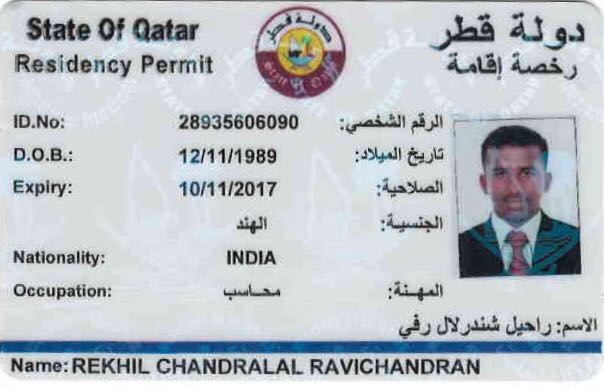 State Of Qatar
دولة قطر
Residency Permit
رخصة إقامة
دولة قطر
ID.No: 28935606090 الرقم الشخصي:
D.O.B.: 12/11/1989 تاريخ الميلاد:
Expiry: 10/11/2017 الصلاحية:
الهند الجنسية:
Nationality: INDIA
Occupation: محاسب المهنة:
الاسم: راحيل شندرلال رفي
Name: REKHIL CHANDRALAL RAVICHANDRAN